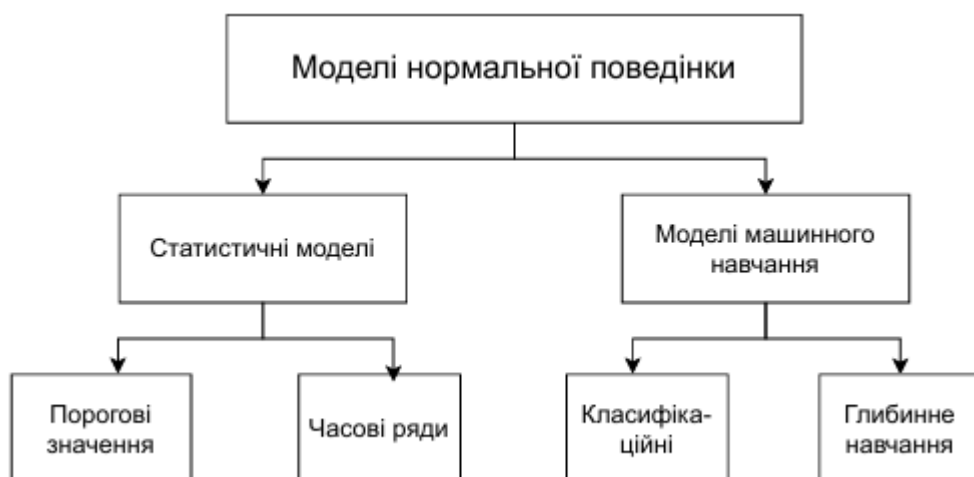 Моделі нормальної поведінки
Статистичні моделі
Моделі машинного
навчання
Порогові
значення
Часові ряди
Класифіка-
ційні
Глибинне
навчання